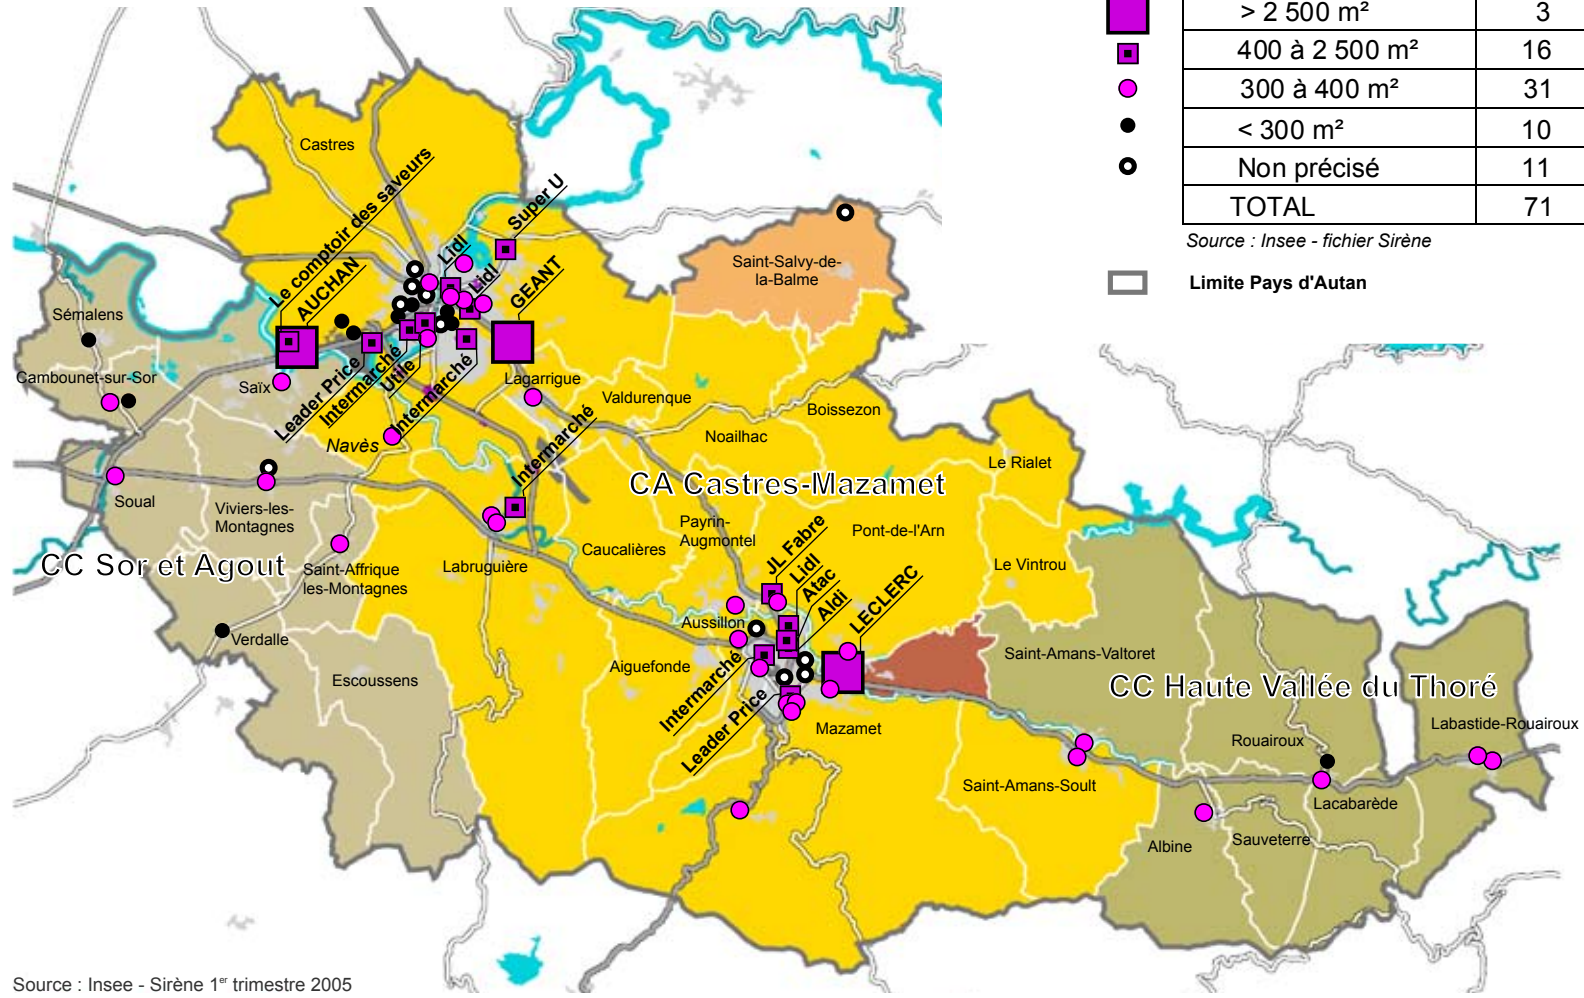 > 2 500 m² 3
400 à 2 500 m² 16
300 à 400 m² 31
< 300 m² 10
Non précisé 11
TOTAL 71
Source : Insee - fichier Sirène
Limite Pays d'Autan
Castres
Le comptoir des saveurs
AUCHAN
Lidl
Super U
Lidl
GEANT
Saint-Salvy-de-
la-Balme
Sémalens
Cambounet-sur-Sor
Saïx
Leader Price
Intermarché
Utile
Intermarché
Lagarrigue
Valdurenque
Boissezon
Navès
Noailhac
Intermarché
Le Rialet
CA Castres-Mazamet
Soual
Viviers-les-
Montagnes
Payrin-
Augmontel
Pont-de-l'Arn
CC Sor et Agout
Saint-Affrique
les-Montagnes
Labruguière
Caucalières
JL Fabre
Lidl
Atac
Aldi
LECLERC
Le Vintrou
Verdalle
Aussillon
Saint-Amans-Valtoret
Escoussens
Aiguefonde
Intermarché
Leader Price
CC Haute Vallée du Thoré
Mazamet
Labastide-Rouairoux
Rouairoux
Saint-Amans-Soult
Lacabarède
Albine
Sauveterre
Source : Insee - Sirène 1er trimestre 2005